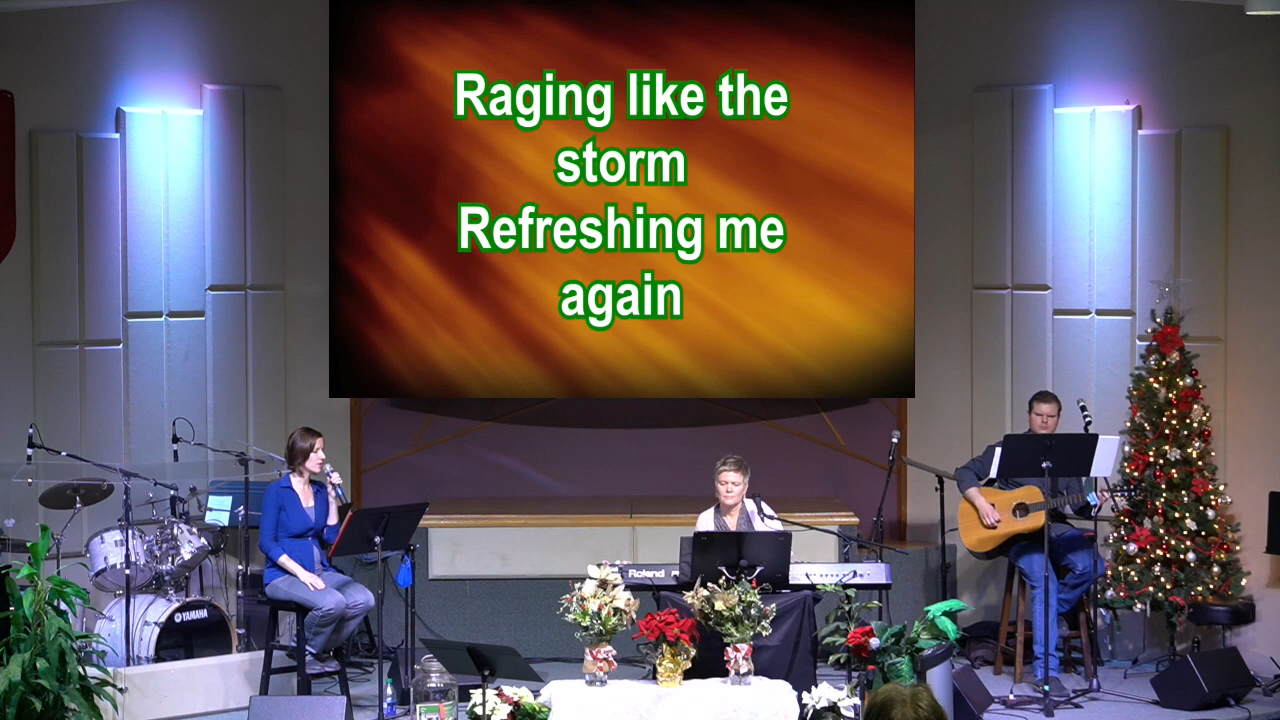 Raging like the
storm
Refreshing me
again
Roland
YAMAHA